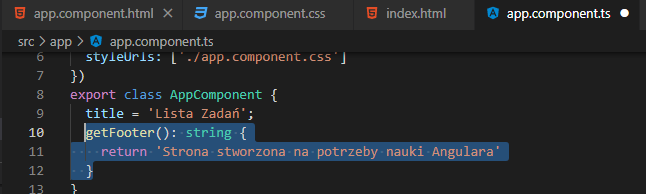 app.component.html app.component.css index.html app.component.ts
src > app > app.component.ts
6 styleUrls: ['./app.component.css']
7 })
8 export class AppComponent {
9 title = 'Lista Zadań';
10 getFooter(): string {
11 return 'Strona stworzona na potrzeby nauki Angulara'
12 }
13 }